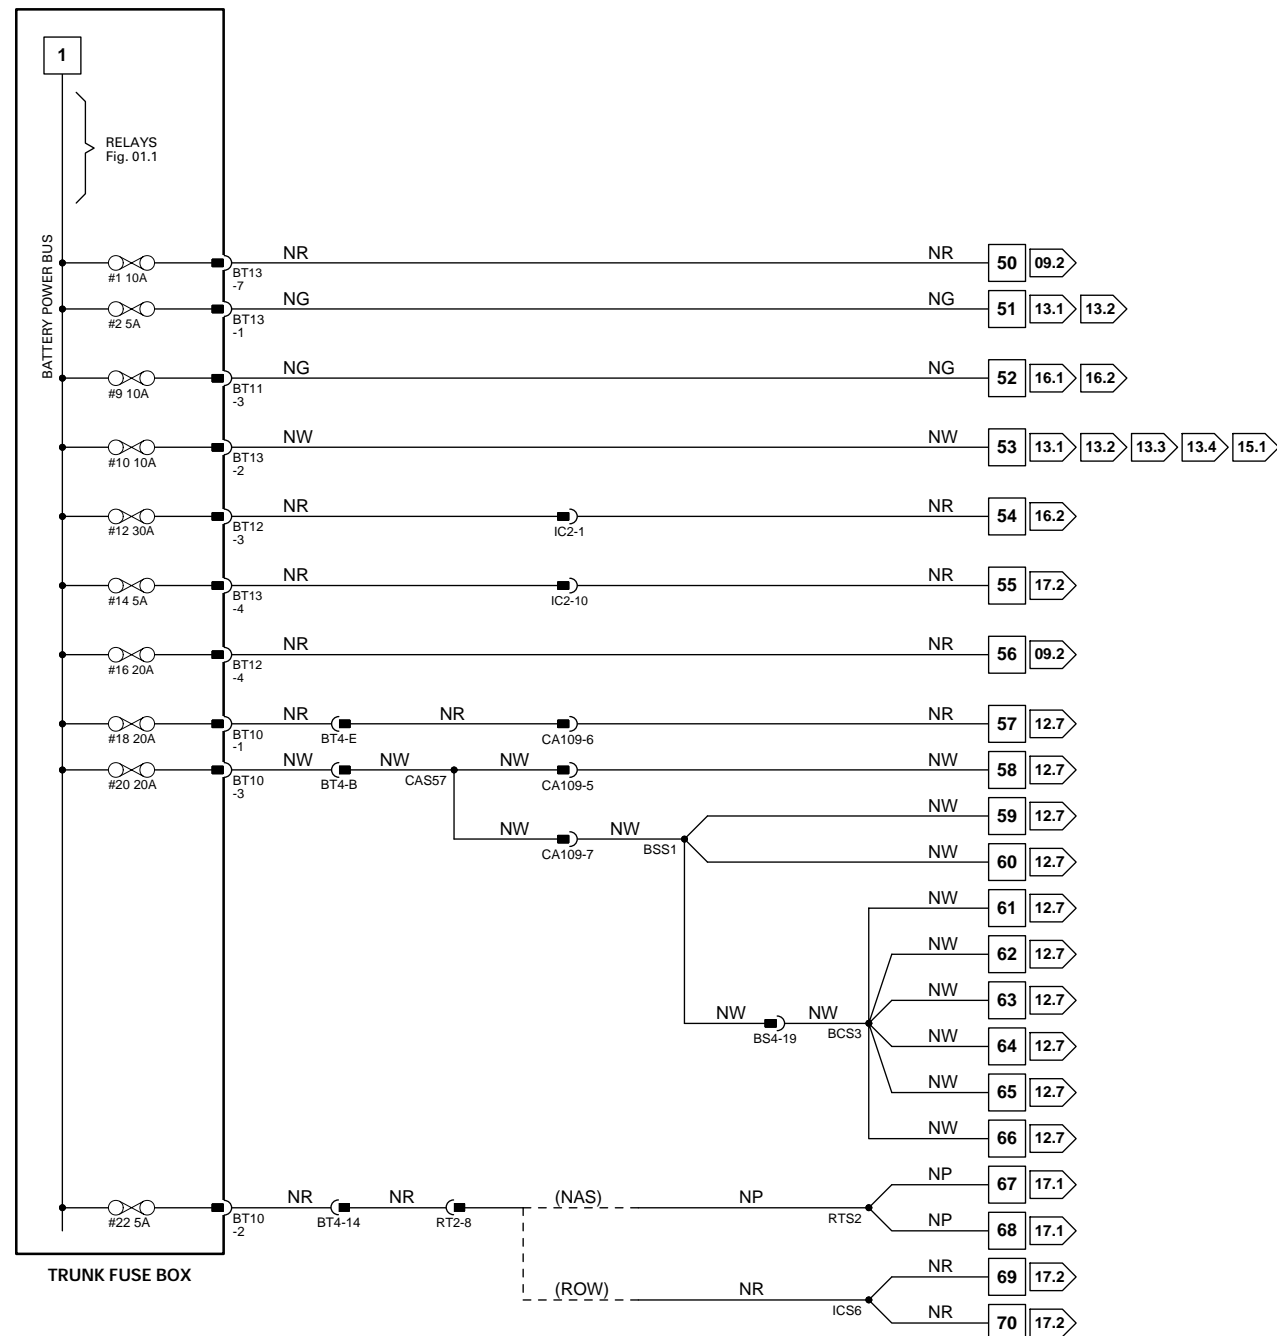 1
RELAYS
Fig. 01.1
BATTERY POWER BUS
#1 10A
BT13
-7
NR
NR
50
09.2
#2 5A
BT13
-1
NG
NG
51
13.1
13.2
#9 10A
BT11
-3
NG
NG
52
16.1
16.2
#10 10A
BT13
-2
NW
NW
53
13.1
13.2
13.3
13.4
15.1
#12 30A
BT12
-3
NR
IC2-1
NR
54
16.2
#14 5A
BT13
-4
NR
IC2-10
NR
55
17.2
#16 20A
BT12
-4
NR
NR
56
09.2
#18 20A
BT10
-1
NR
BT4-E
NR
CA109-6
NR
57
12.7
#20 20A
BT10
-3
NW
BT4-B
NW
CAS57
NW
CA109-5
NW
58
12.7
NW
CA109-7
NW
BSS1
NW
59
12.7
NW
60
12.7
NW
61
12.7
NW
62
12.7
NW
63
12.7
NW
BS4-19
NW
BCS3
NW
64
12.7
NW
65
12.7
NW
66
12.7
#22 5A
BT10
-2
NR
BT4-14
NR
RT2-8
(NAS)
NP
RTS2
NP
67
17.1
NP
68
17.1
(ROW)
NR
ICS6
NR
69
17.2
NR
70
17.2
TRUNK FUSE BOX